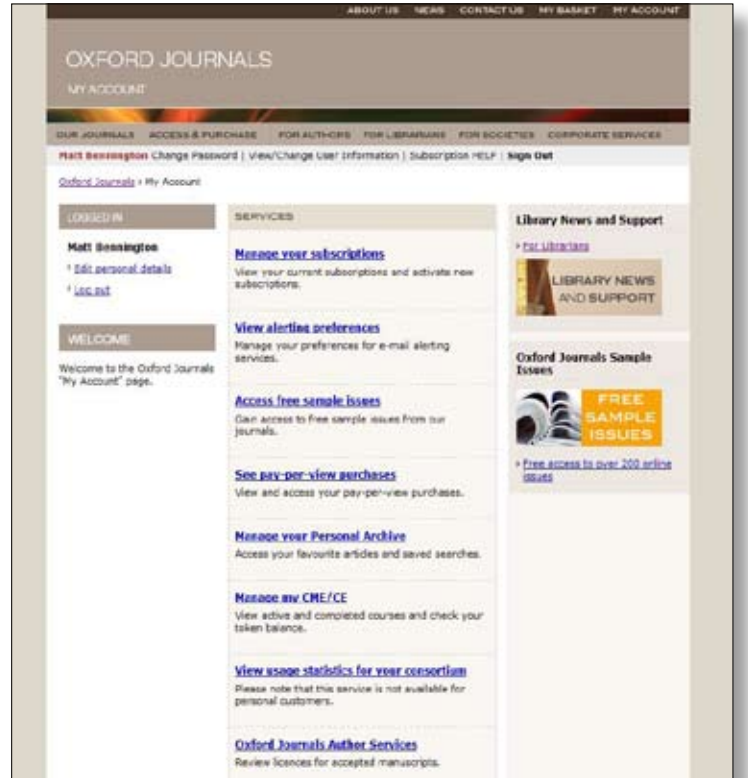 ABOUT US NEWS CONTACT US MY BASKET MY ACCOUNT
OXFORD JOURNALS
MY ACCOUNT
OUR JOURNALS ACCESS & PURCHASE FOR AUTHORS FOR LIBRARIANS FOR SOCIETIES CORPORATE SERVICES
Matt Bennington Change Password | View/Change User Information | Subscription HELP | Sign Out
Oxford Journals › My Account
LOGGED IN
Matt Bennington
Edit personal details
Log out
WELCOME
Welcome to the Oxford Journals
"My Account" page.
SERVICES
Manage your subscriptions
View your current subscriptions and activate new
subscriptions.
View alerting preferences
Manage your preferences for e-mail alerting
services.
Access free sample issues
Gain access to free sample issues from our
journals.
See pay-per-view purchases
View and access your pay-per-view purchases.
Manage your Personal Archive
Access your favourite articles and saved searches.
Manage my CME/CE
View active and completed courses and check your
token balance.
View usage statistics for your consortium
Please note that this service is not available for
personal customers.
Oxford Journals Author Services
Review licences for accepted manuscripts.
Library News and Support
For Librarians
LIBRARY NEWS
AND SUPPORT
Oxford Journals Sample
Issues
FREE
SAMPLE
ISSUES
Free access to over 200 online
issues